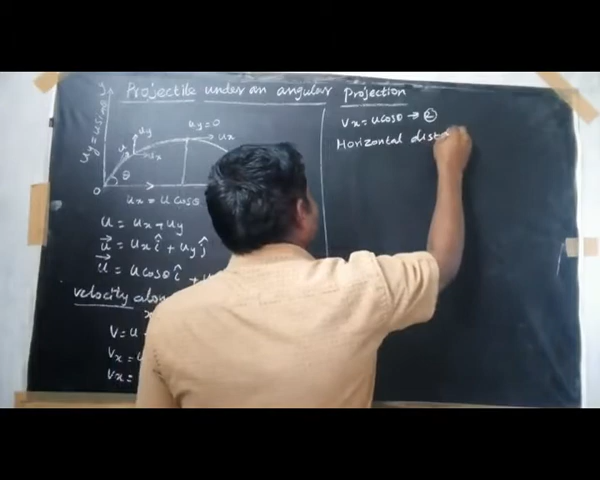 Projectile under an angular Projection
y
uy = u sinθ
uy
uy = 0
ux
θ
O
ux = u cosθ
u = ux + uy
u⃗ = ux î + uy ĵ
u⃗ = u cosθ î +
velocity along
x
V = u
Vx = u
Vx =
Vx = u cosθ → ②
Horizontal dist